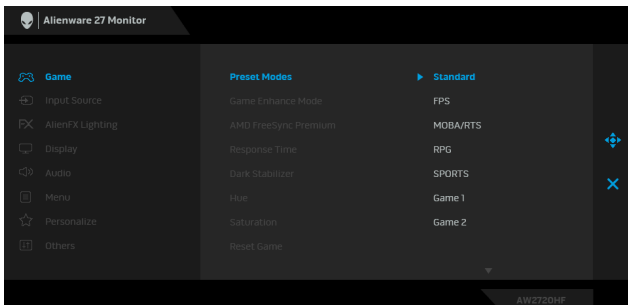 Alienware 27 Monitor
Game
Preset Modes
Standard
Input Source
Game Enhance Mode
FPS
AlienFX Lighting
AMD FreeSync Premium
MOBA/RTS
Display
Response Time
RPG
Audio
Dark Stabilizer
SPORTS
Menu
Hue
Game 1
Personalize
Saturation
Game 2
Others
Reset Game
AW2720HF